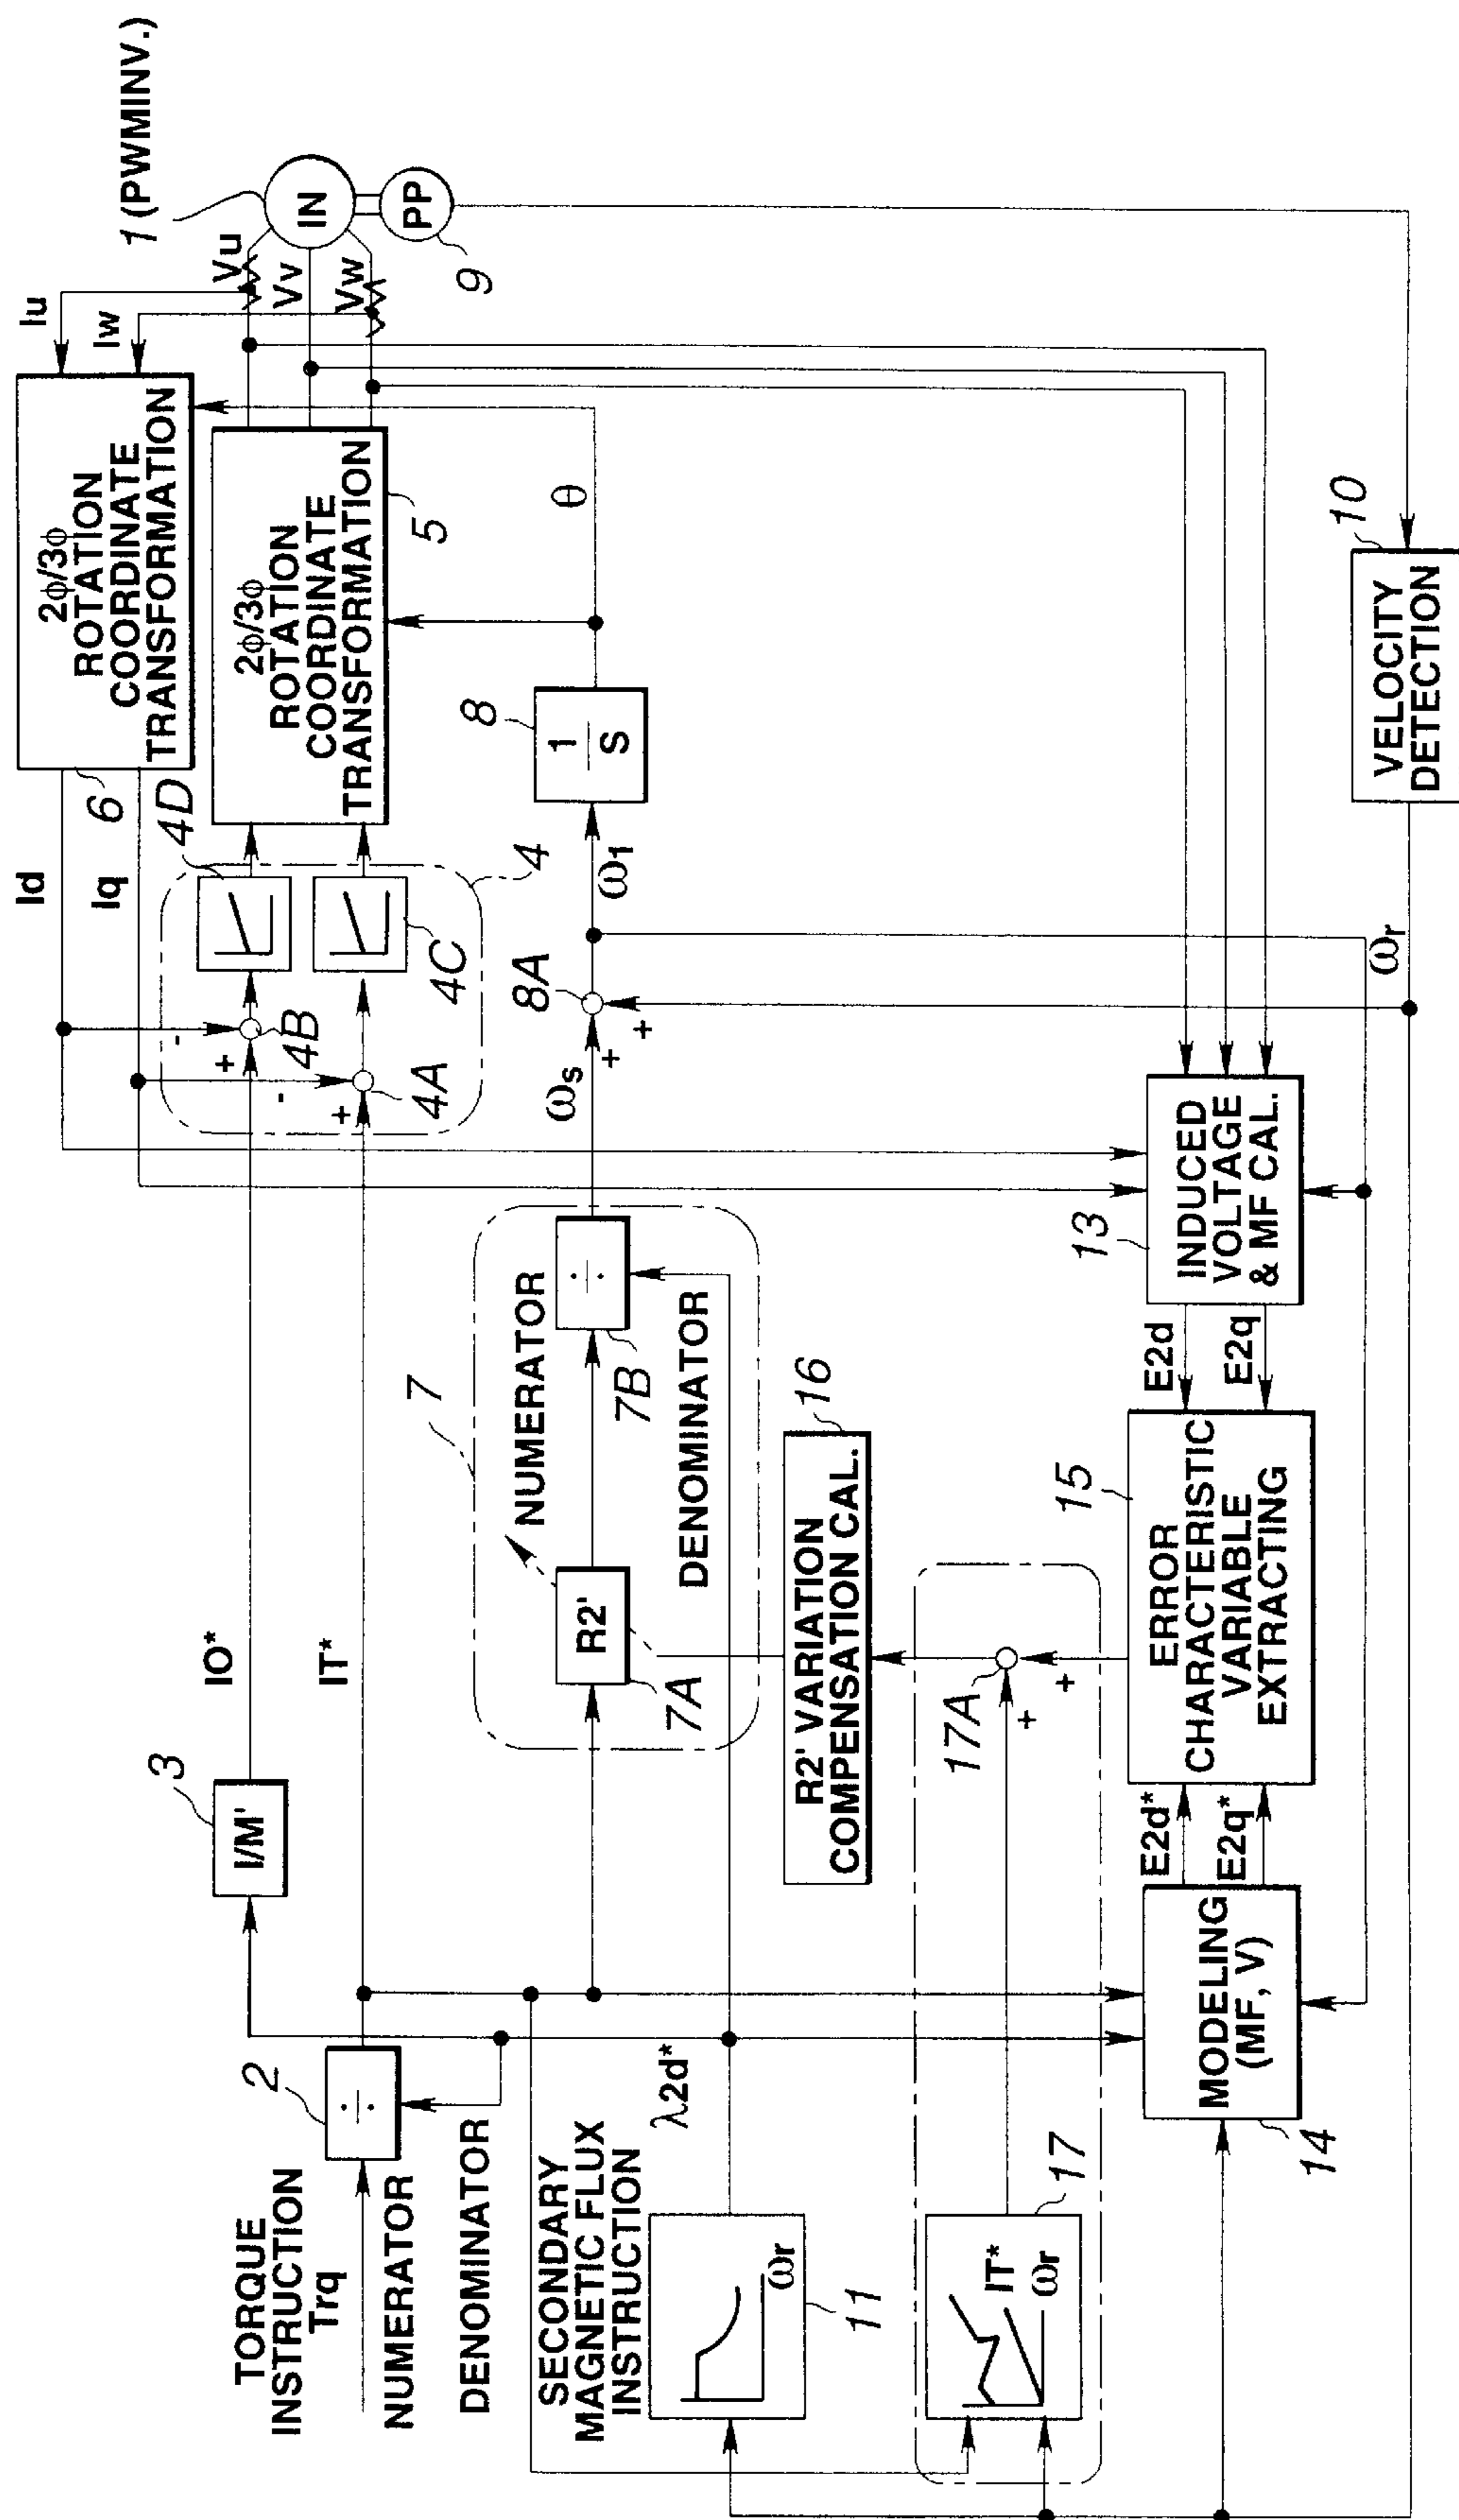 1 (PWMINV.)
IN
PP
9
Vu
Vv
Vw
Iu
Iw
2ϕ/3ϕ
ROTATION
COORDINATE
TRANSFORMATION
6
2ϕ/3ϕ
ROTATION
COORDINATE
TRANSFORMATION
5
θ
Id
Iq
4D
4C
4
4B
4A
+
-
+
-
8
1
S
ω1
8A
ωs
+
+
10
VELOCITY
DETECTION
ωr
13
INDUCED
VOLTAGE
& MF CAL.
E2d
E2q
15
ERROR
CHARACTERISTIC
VARIABLE
EXTRACTING
E2d*
E2q*
MODELING
(MF, V)
14
7
NUMERATOR
÷
7B
DENOMINATOR
R2'
7A
16
R2' VARIATION
COMPENSATION CAL.
17A
+
+
IO*
IT*
3
I/M'
2
÷
TORQUE
INSTRUCTION
Trq
NUMERATOR
DENOMINATOR
SECONDARY
MAGNETIC FLUX
INSTRUCTION
λ2d*
ωr
11
IT*
ωr
17